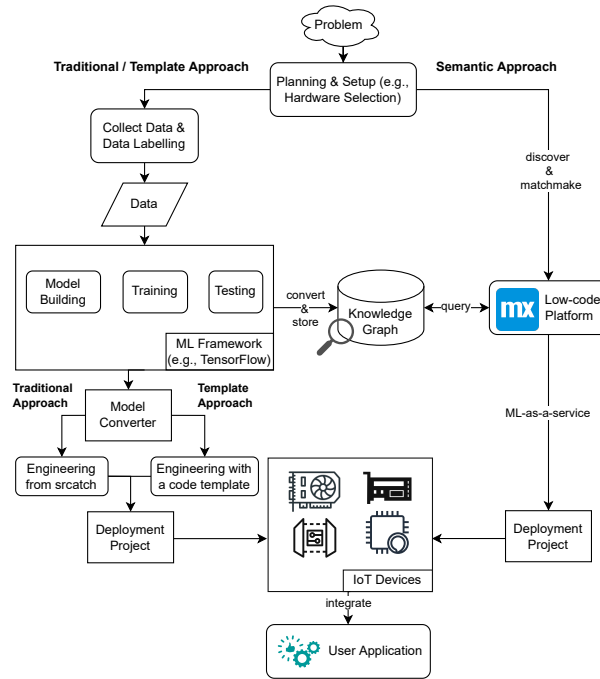 Problem
Traditional / Template Approach
Semantic Approach
Planning & Setup (e.g.,
Hardware Selection)
Collect Data &
Data Labelling
discover
&
matchmake
Data
Model
Building
Training
Testing
convert
&
store
Knowledge
Graph
query
mx
Low-code
Platform
ML Framework
(e.g., TensorFlow)
Traditional
Approach
Template
Approach
Model
Converter
ML-as-a-service
Engineering
from srcatch
Engineering with
a code template
Deployment
Project
IoT Devices
Deployment
Project
integrate
User Application